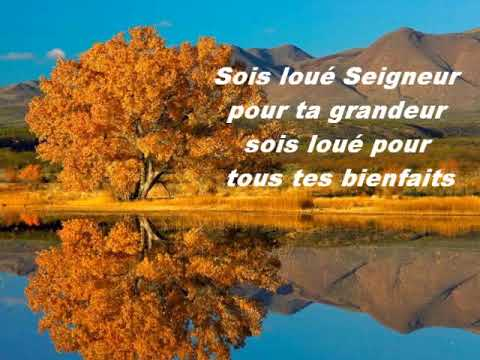 Sois loué Seigneur
pour ta grandeur
sois loué pour
tous tes bienfaits